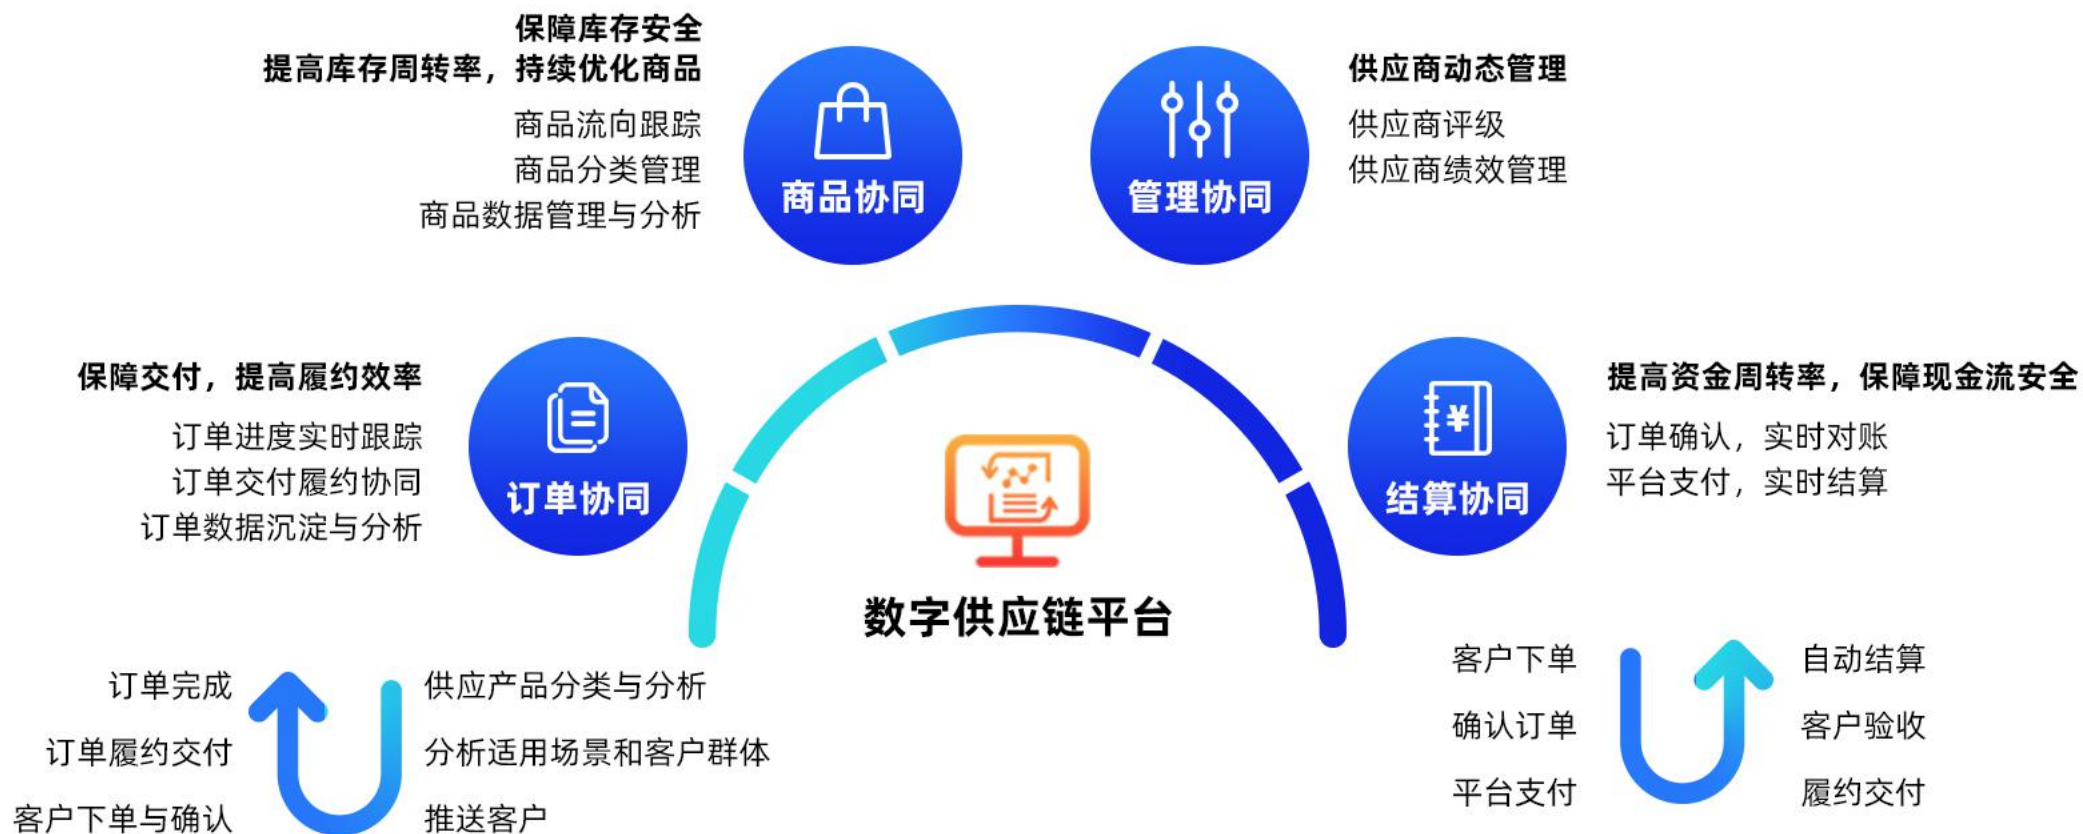 保障库存安全
提高库存周转率，持续优化商品
商品流向跟踪
商品分类管理
商品数据管理与分析
商品协同
管理协同
供应商动态管理
供应商评级
供应商绩效管理
保障交付，提高履约效率
订单进度实时跟踪
订单交付履约协同
订单数据沉淀与分析
订单协同
¥
结算协同
提高资金周转率，保障现金流安全
订单确认，实时对账
平台支付，实时结算
数字供应链平台
订单完成
订单履约交付
客户下单与确认
供应产品分类与分析
分析适用场景和客户群体
推送客户
客户下单
确认订单
平台支付
自动结算
客户验收
履约交付